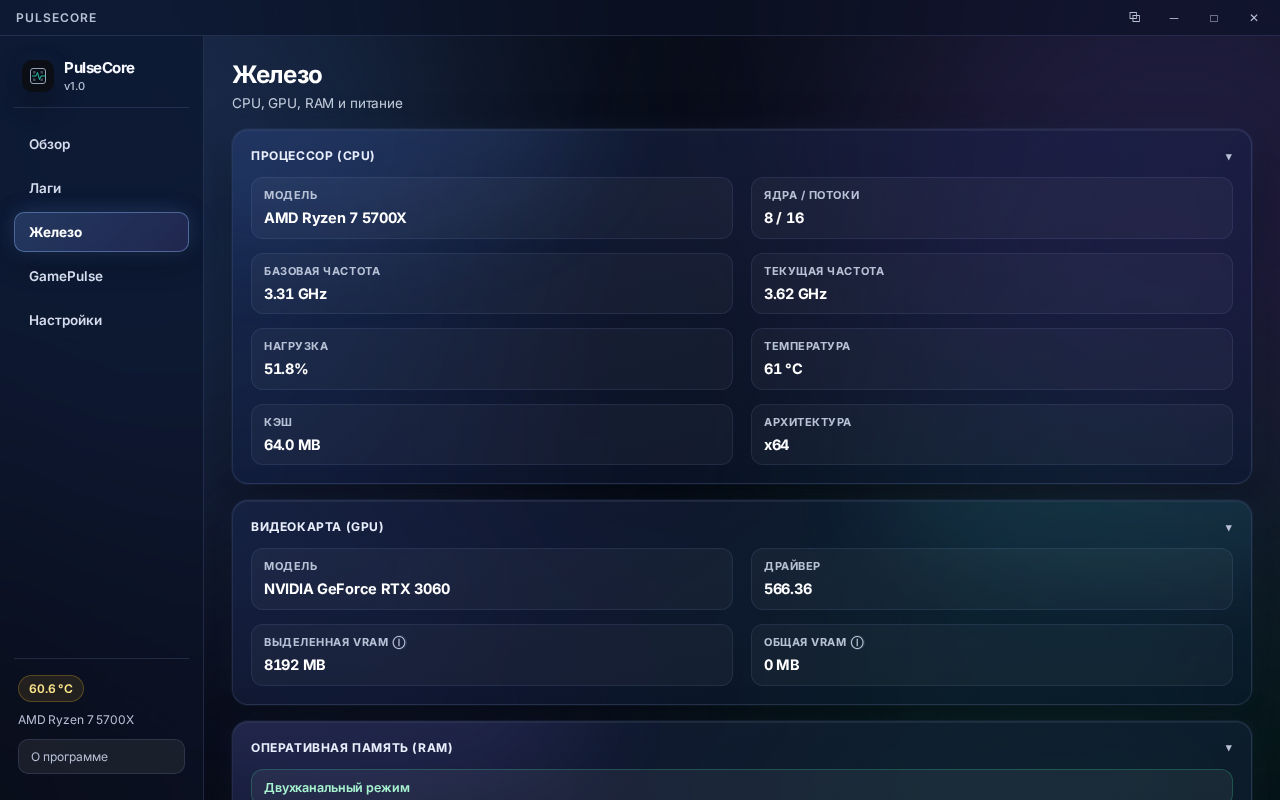 PULSECORE
PulseCore
v1.0
Обзор
Лаги
Железо
GamePulse
Настройки
60.6 °C
AMD Ryzen 7 5700X
О программе
Железо
CPU, GPU, RAM и питание
ПРОЦЕССОР (CPU)
МОДЕЛЬ
AMD Ryzen 7 5700X
ЯДРА / ПОТОКИ
8 / 16
БАЗОВАЯ ЧАСТОТА
3.31 GHz
ТЕКУЩАЯ ЧАСТОТА
3.62 GHz
НАГРУЗКА
51.8%
ТЕМПЕРАТУРА
61 °C
КЭШ
64.0 MB
АРХИТЕКТУРА
x64
ВИДЕОКАРТА (GPU)
МОДЕЛЬ
NVIDIA GeForce RTX 3060
ДРАЙВЕР
566.36
ВЫДЕЛЕННАЯ VRAM ⓘ
8192 MB
ОБЩАЯ VRAM ⓘ
0 MB
ОПЕРАТИВНАЯ ПАМЯТЬ (RAM)
Двухканальный режим